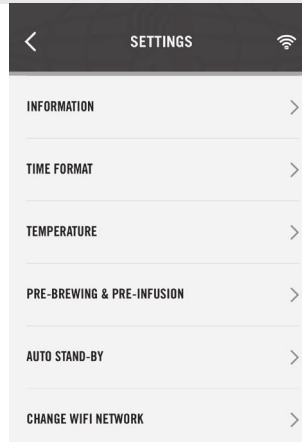 SETTINGS
INFORMATION
TIME FORMAT
TEMPERATURE
PRE-BREWING & PRE-INFUSION
AUTO STAND-BY
CHANGE WIFI NETWORK